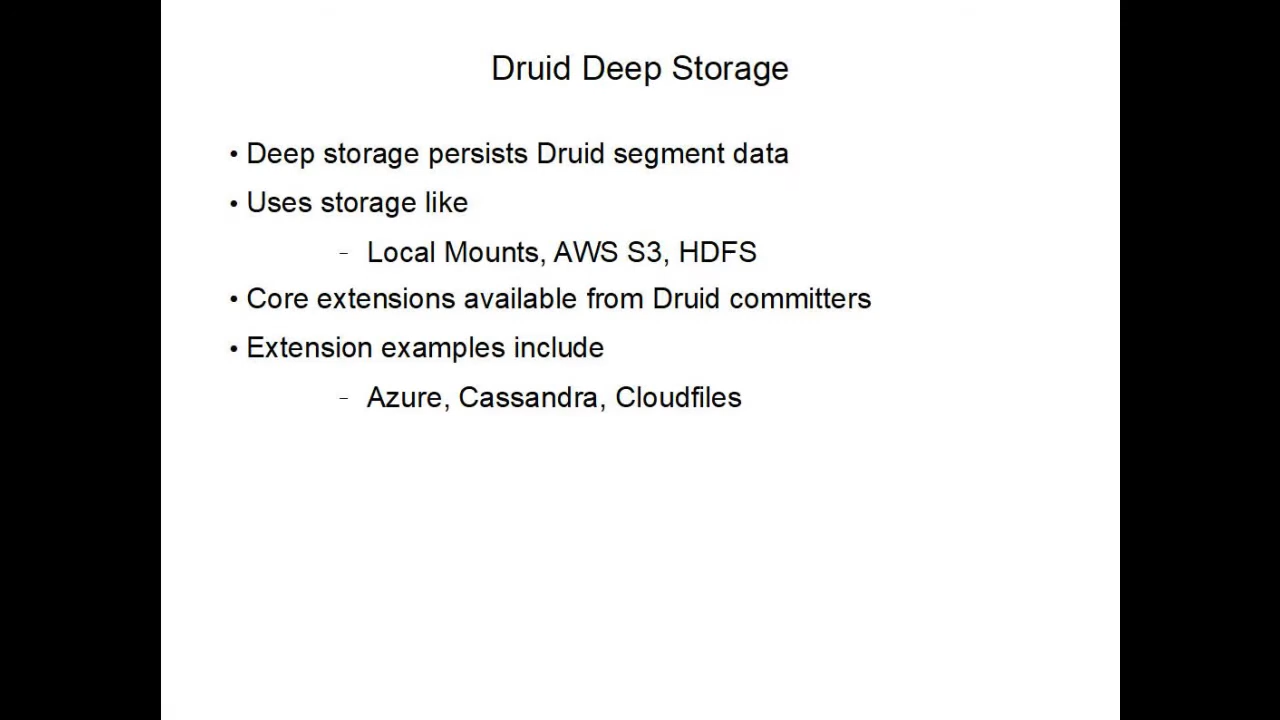 Druid Deep Storage
• Deep storage persists Druid segment data
• Uses storage like
– Local Mounts, AWS S3, HDFS
• Core extensions available from Druid committers
• Extension examples include
– Azure, Cassandra, Cloudfiles